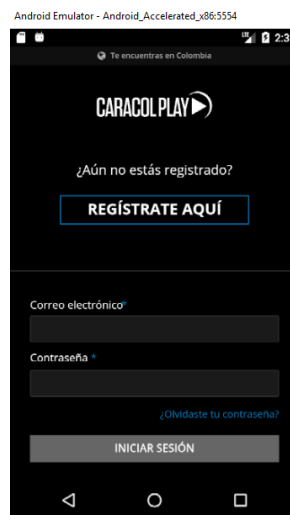 Android Emulator - Android_Accelerated_x86:5554
LTE 2:3
Te encuentras en Colombia
CARACOL PLAY
¿Aún no estás registrado?
REGÍSTRATE AQUÍ
Correo electrónico*
Contraseña *
¿Olvidaste tu contraseña?
INICIAR SESIÓN